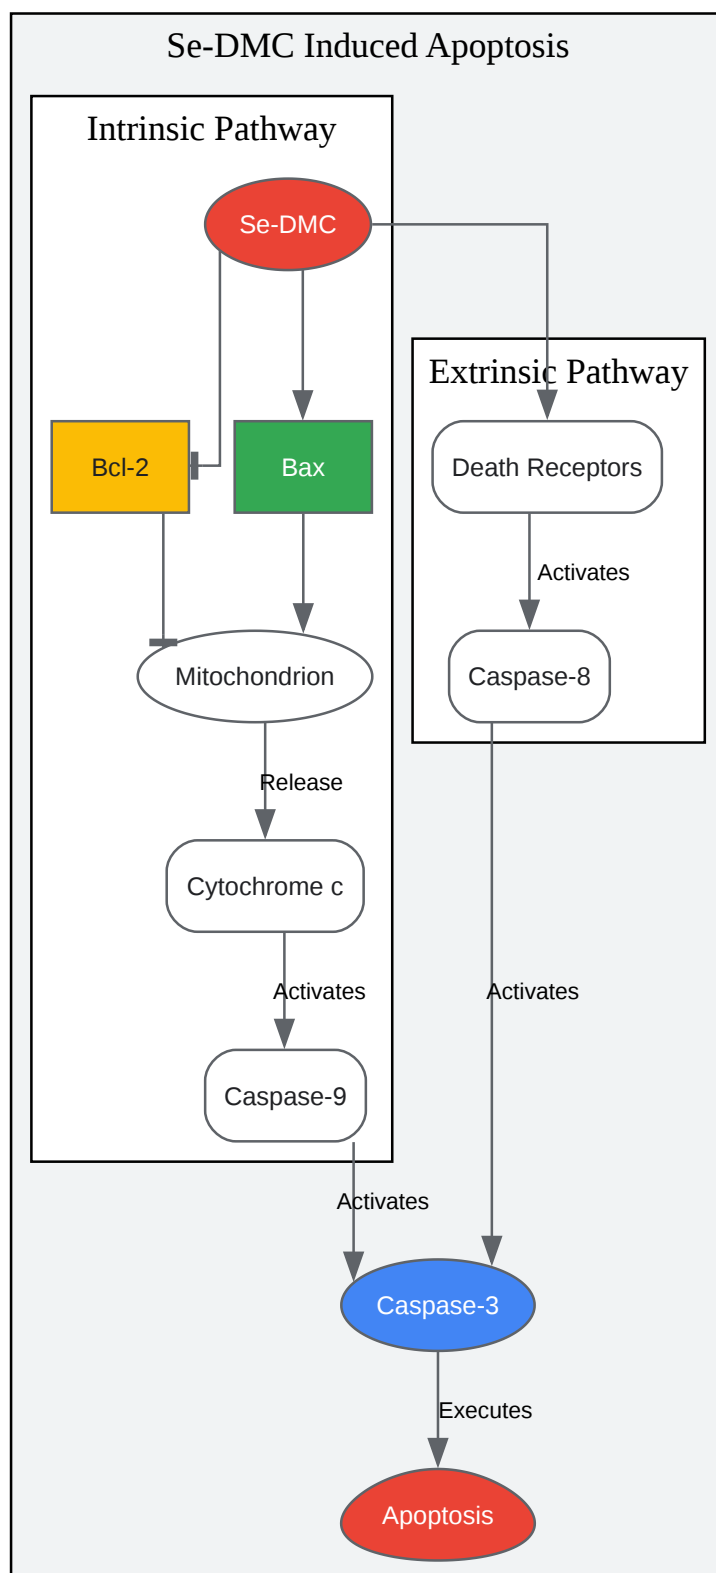 Se-DMC Induced Apoptosis
Intrinsic Pathway
Se-DMC
Extrinsic Pathway
Bcl-2
Bax
Death Receptors
Activates
Mitochondrion
Caspase-8
Release
Cytochrome c
Activates
Activates
Caspase-9
Activates
Caspase-3
Executes
Apoptosis